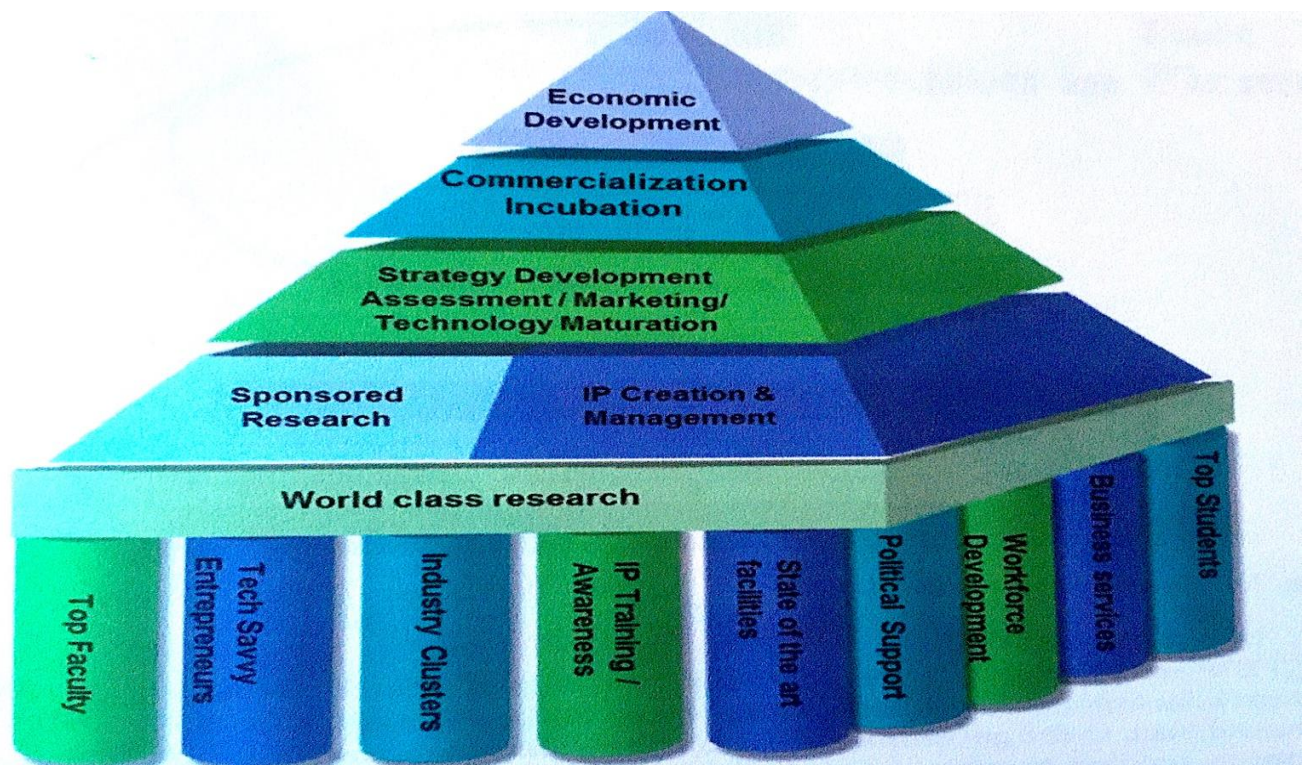 Economic
Development
Commercialization
Incubation
Strategy Development
Assessment / Marketing/
Technology Maturation
Sponsored
Research
IP Creation &
Management
World class research
Top Faculty
Tech Savvy
Entrepreneurs
Industry Clusters
IP Training /
Awareness
State of the art
facilities
Political Support
Workforce
Development
Business services
Top Students